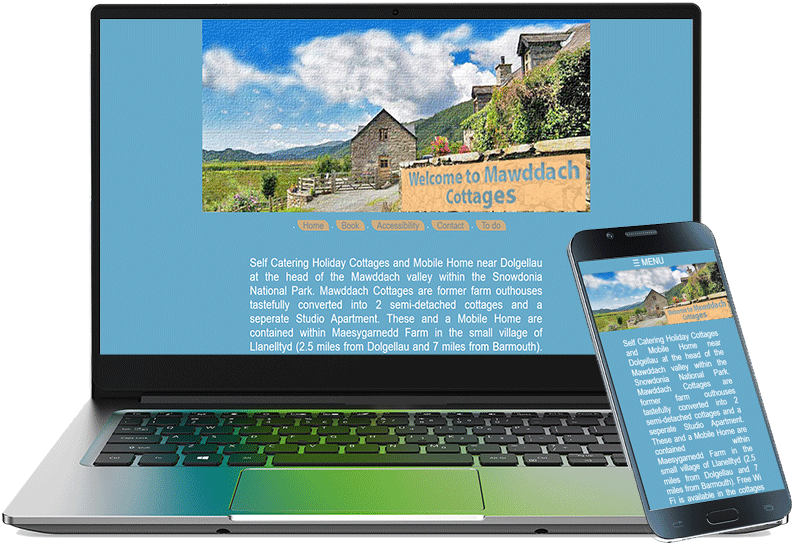 Welcome to Mawddach
Cottages
Home
Book
Accessibility
Contact
To do
Self Catering Holiday Cottages and Mobile Home near Dolgellau
at the head of the Mawddach valley within the Snowdonia
National Park. Mawddach Cottages are former farm outhouses
tastefully converted into 2 semi-detached cottages and a
seperate Studio Apartment. These and a Mobile Home are
contained within Maesygarnedd Farm in the small village of
Llanelltyd (2.5 miles from Dolgellau and 7 miles from Barmouth).
☰ MENU
Welcome to Mawddach
Cottages
Self Catering Holiday Cottages
and Mobile Home near
Dolgellau at the head of the
Mawddach valley within the
Snowdonia National Park.
Mawddach Cottages are
former farm outhouses
tastefully converted into 2
semi-detached cottages and a
seperate Studio Apartment.
These and a Mobile Home are
contained within
Maesygarnedd Farm in the
small village of Llanelltyd (2.5
miles from Dolgellau and 7
miles from Barmouth). Free Wi
Fi is available in the cottages